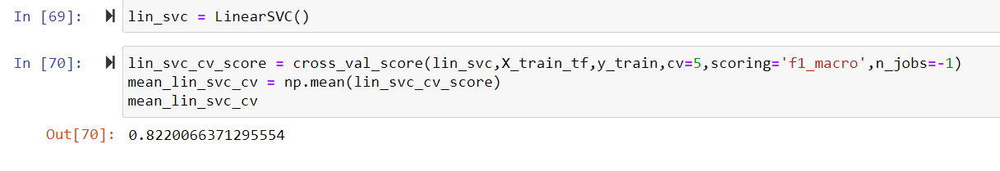 In [69]: lin_svc = LinearSVC()
In [70]: lin_svc_cv_score = cross_val_score(lin_svc,X_train_tf,y_train,cv=5,scoring='f1_macro',n_jobs=-1)
mean_lin_svc_cv = np.mean(lin_svc_cv_score)
mean_lin_svc_cv
Out[70]: 0.8220066371295554